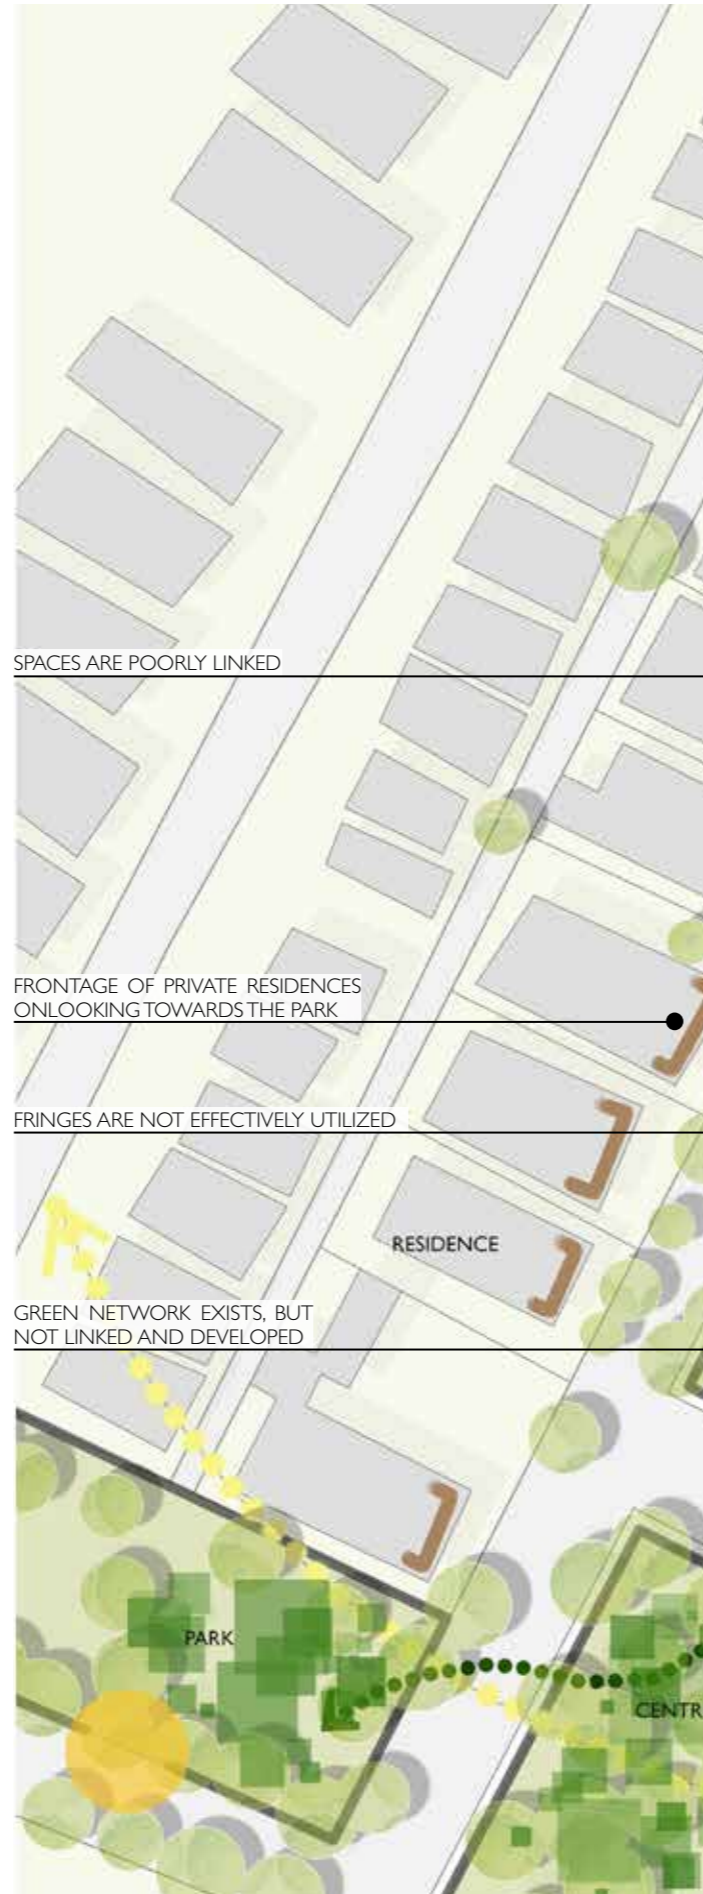 SPACES ARE POORLY LINKED
FRONTAGE OF PRIVATE RESIDENCES
ONLOOKING TOWARDS THE PARK
FRINGES ARE NOT EFFECTIVELY UTILIZED
RESIDENCE
GREEN NETWORK EXISTS, BUT
NOT LINKED AND DEVELOPED
PARK
CENTR